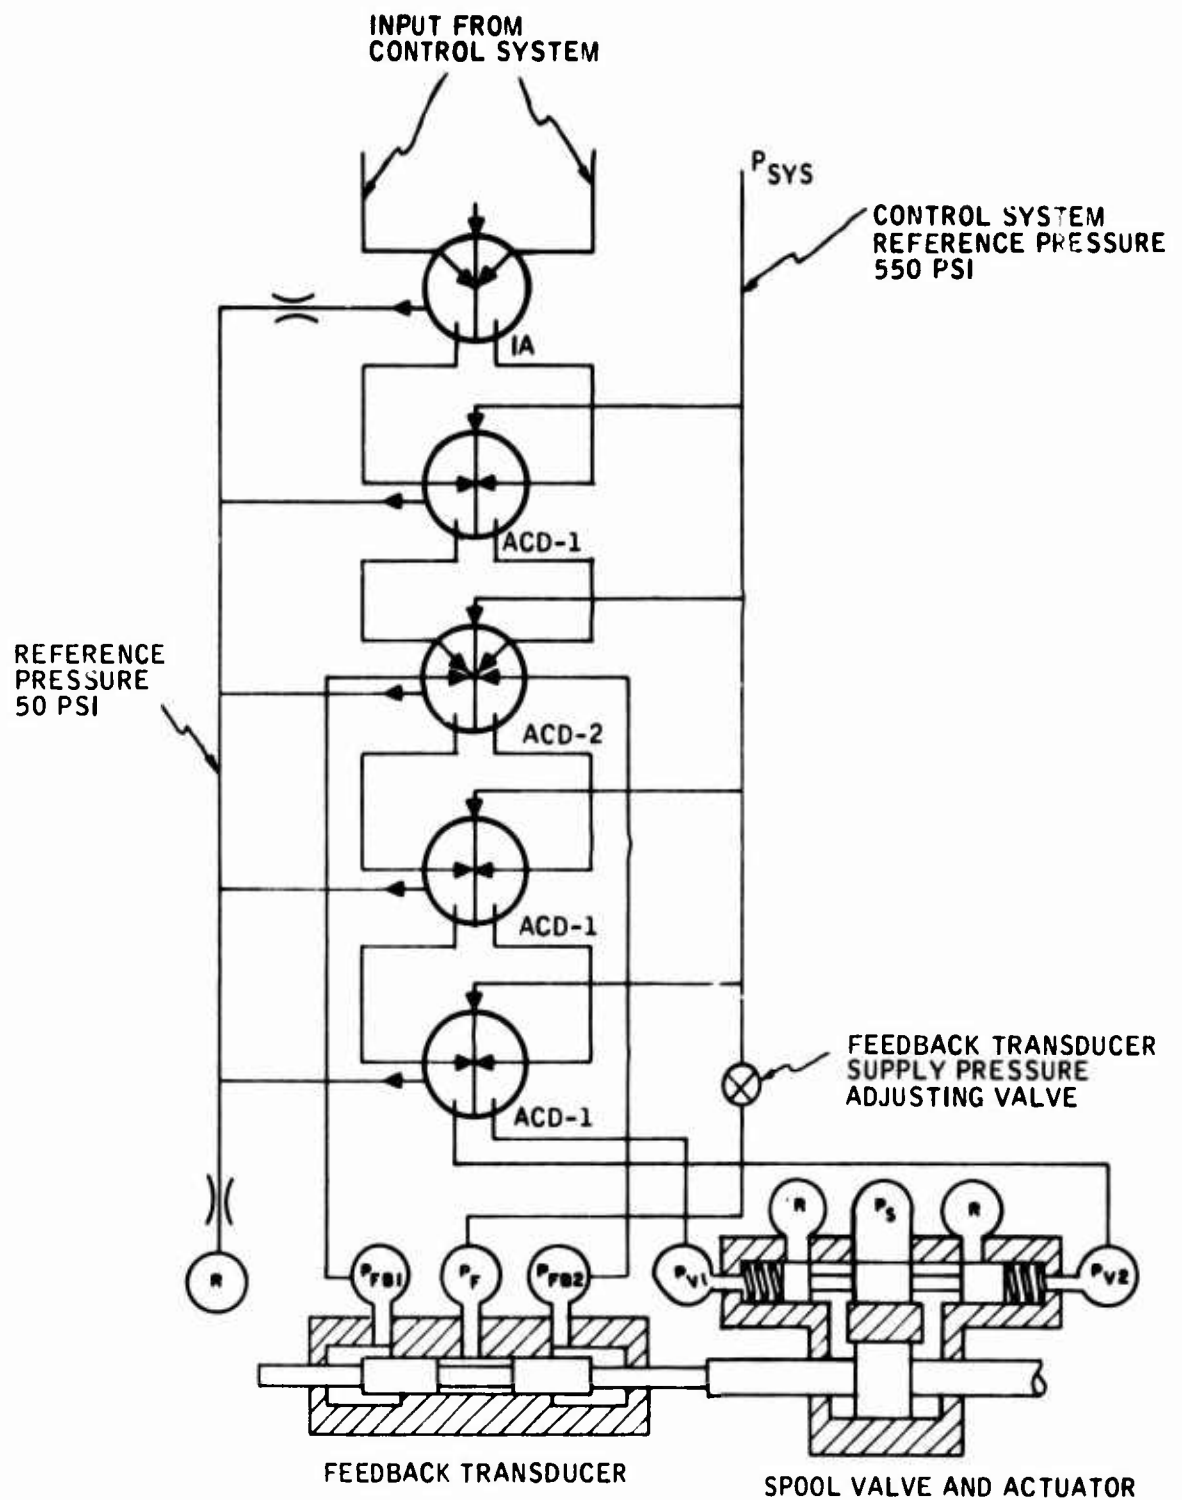 INPUT FROM
CONTROL SYSTEM
PSYS
CONTROL SYSTEM
REFERENCE PRESSURE
550 PSI
IA
ACD-1
REFERENCE
PRESSURE
50 PSI
ACD-2
ACD-1
FEEDBACK TRANSDUCER
SUPPLY PRESSURE
ADJUSTING VALVE
ACD-1
R
PS
R
R
PFB1
PF
PFB2
PV1
PV2
FEEDBACK TRANSDUCER
SPOOL VALVE AND ACTUATOR